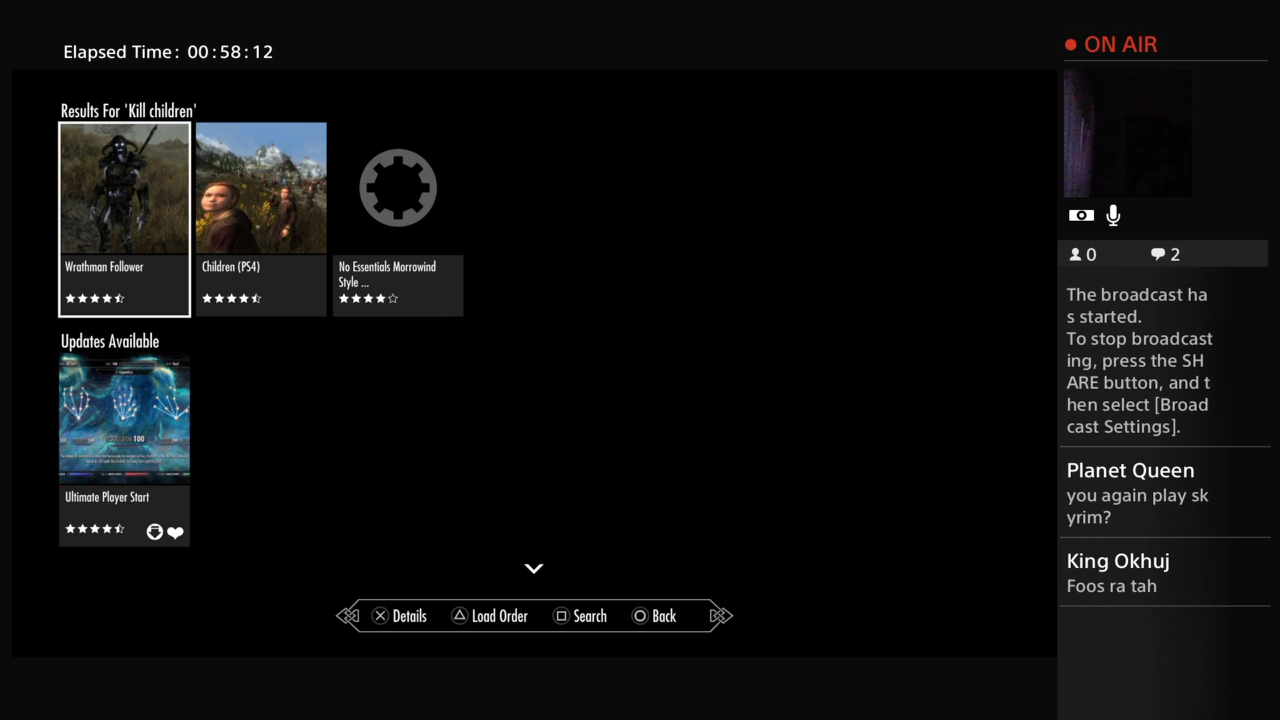 Elapsed Time: 00:58:12
ON AIR
Results For 'Kill children'
Wrathman Follower
Children (PS4)
No Essentials Morrowind
Style ...
0
2
The broadcast ha
s started.
To stop broadcast
ing, press the SH
ARE button, and t
hen select [Broad
cast Settings].
Updates Available
100
Ultimate Player Start
Planet Queen
you again play sk
yrim?
King Okhuj
Foos ra tah
Details
Load Order
Search
Back